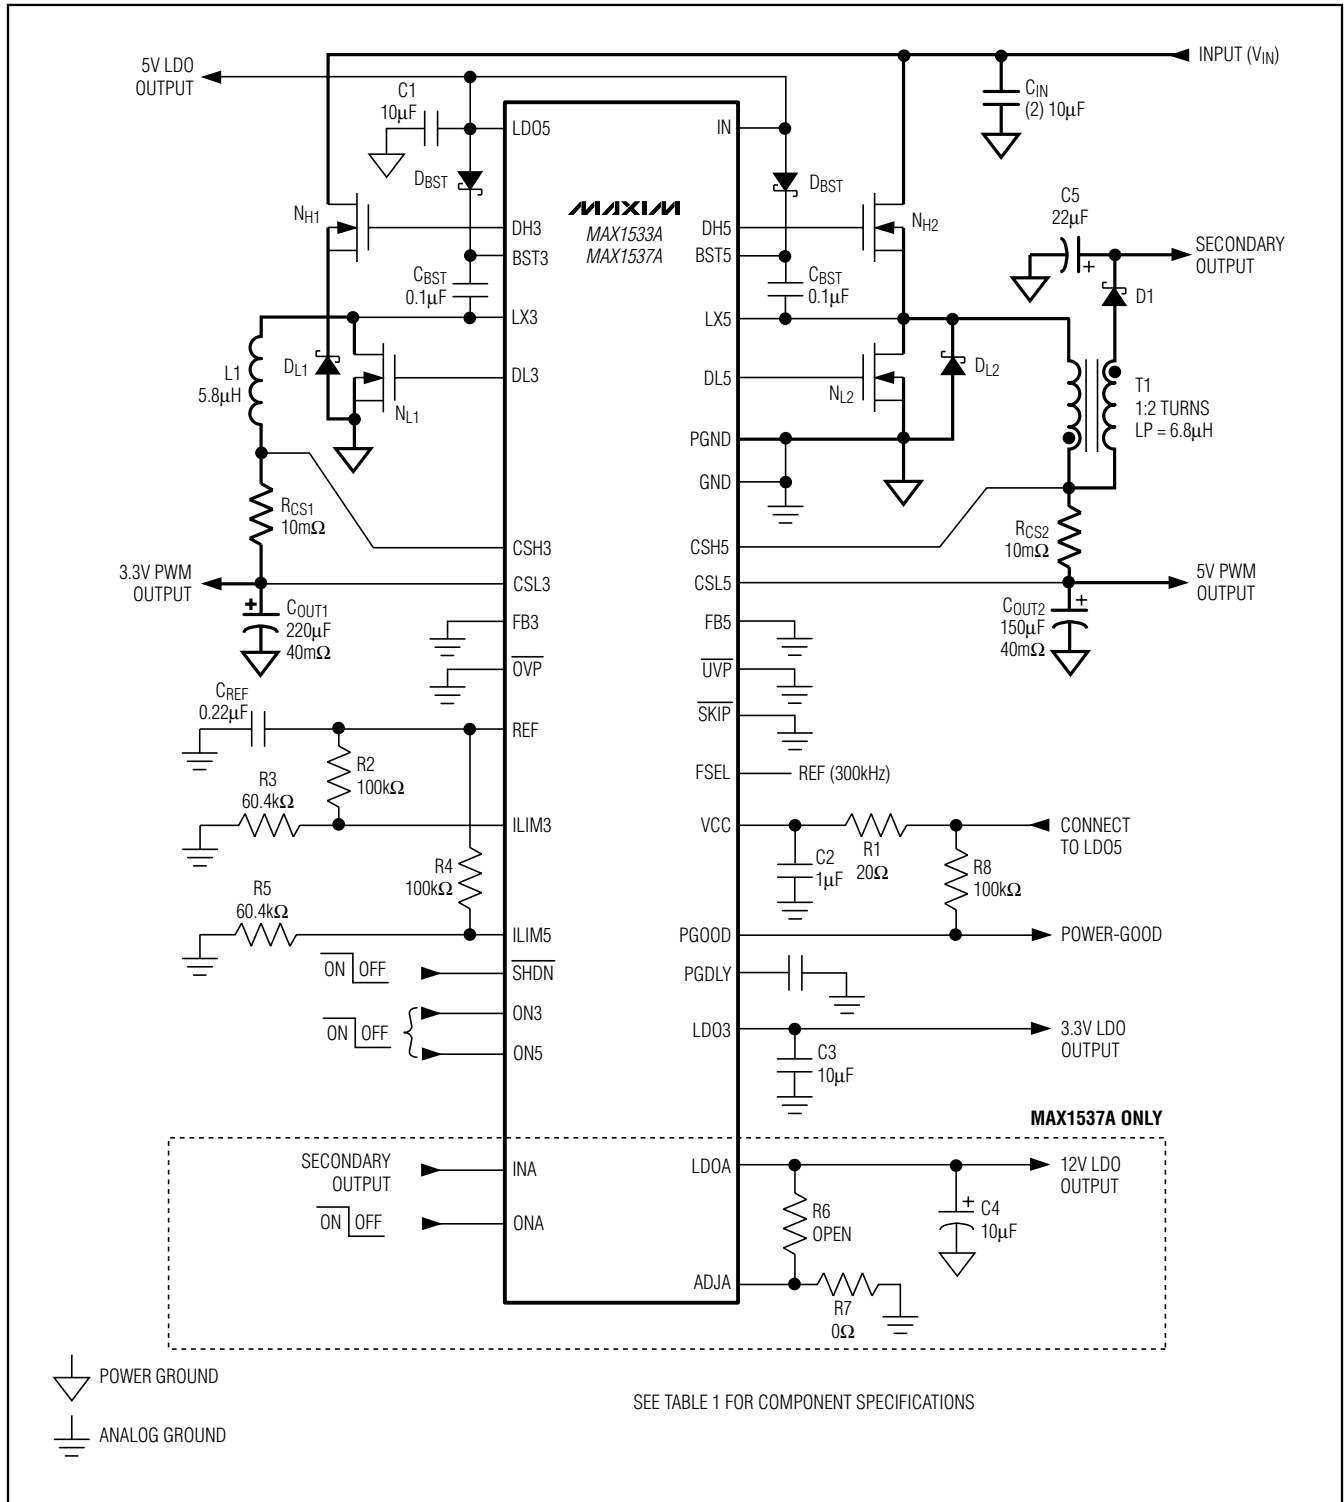 INPUT (VIN)
5V LDO
OUTPUT
C1
10µF
CIN
(2) 10µF
LDO5
IN
DBST
DBST
MAXIM
MAX1533A
MAX1537A
C5
22µF
NH1
DH3
DH5
NH2
SECONDARY
OUTPUT
BST3
BST5
CBST
0.1µF
CBST
0.1µF
+
D1
LX3
LX5
L1
5.8µH
DL1
DL3
DL5
DL2
NL1
NL2
T1
1:2 TURNS
LP = 6.8µH
PGND
GND
RCS1
10mΩ
RCS2
10mΩ
CSH3
CSH5
3.3V PWM
OUTPUT
CSL3
CSL5
5V PWM
OUTPUT
+
COUT1
220µF
40mΩ
+
COUT2
150µF
40mΩ
FB3
FB5
OVP
UVP
CREF
0.22µF
SKIP
REF
R2
100kΩ
R3
60.4kΩ
FSEL
REF (300kHz)
ILIM3
VCC
CONNECT
TO LDO5
R4
100kΩ
C2
1µF
R1
20Ω
R8
100kΩ
R5
60.4kΩ
ILIM5
PGOOD
POWER-GOOD
ON OFF
SHDN
PGDLY
ON OFF
ON3
ON5
LDO3
3.3V LDO
OUTPUT
C3
10µF
MAX1537A ONLY
SECONDARY
OUTPUT
INA
LDOA
12V LDO
OUTPUT
ON OFF
ONA
R6
OPEN
+
C4
10µF
ADJA
R7
0Ω
POWER GROUND
SEE TABLE 1 FOR COMPONENT SPECIFICATIONS
ANALOG GROUND